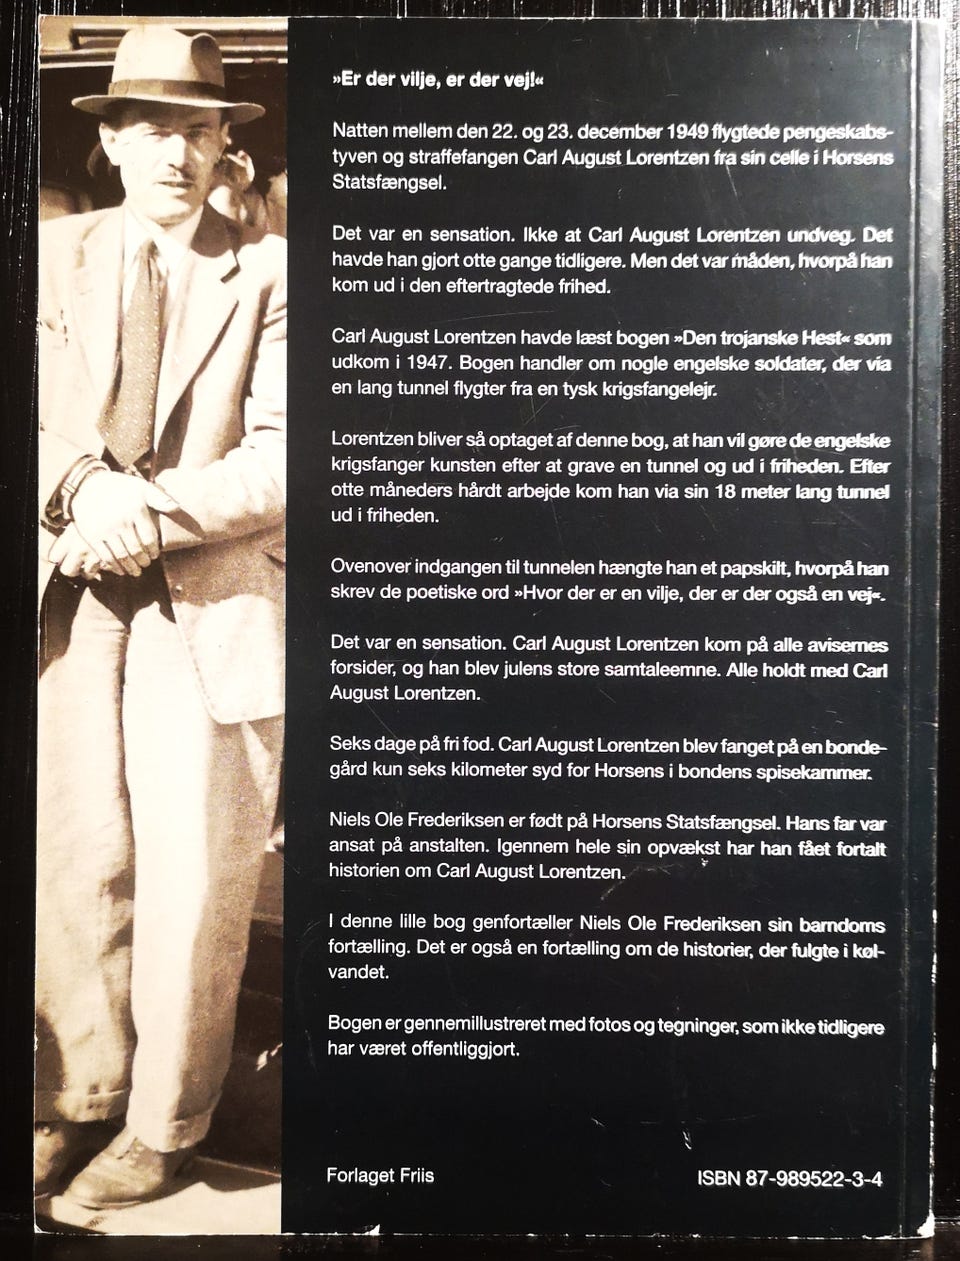 »Er der vilje, er der vej!«
Natten mellem den 22. og 23. december 1949 flygtede pengeskabs-
tyven og straffefangen Carl August Lorentzen fra sin celle i Horsens
Statsfængsel.
Det var en sensation. Ikke at Carl August Lorentzen undveg. Det
havde han gjort otte gange tidligere. Men det var måden, hvorpå han
kom ud i den eftertragtede frihed.
Carl August Lorentzen havde læst bogen »Den trojanske Hest« som
udkom i 1947. Bogen handler om nogle engelske soldater, der via
en lang tunnel flygter fra en tysk krigsfangelejr.
Lorentzen bliver så optaget af denne bog, at han vil gøre de engelske
krigsfanger kunsten efter at grave en tunnel og ud i friheden. Efter
otte måneders hårdt arbejde kom han via sin 18 meter lang tunnel
ud i friheden.
Ovenover indgangen til tunnelen hængte han et papskilt, hvorpå han
skrev de poetiske ord »Hvor der er en vilje, der er der også en vej«.
Det var en sensation. Carl August Lorentzen kom på alle avisernes
forsider, og han blev julens store samtaleemne. Alle holdt med Carl
August Lorentzen.
Seks dage på fri fod. Carl August Lorentzen blev fanget på en bonde-
gård kun seks kilometer syd for Horsens i bondens spisekammer.
Niels Ole Frederiksen er født på Horsens Statsfængsel. Hans far var
ansat på anstalten. Igennem hele sin opvækst har han fået fortalt
historien om Carl August Lorentzen.
I denne lille bog genfortæller Niels Ole Frederiksen sin barndoms
fortælling. Det er også en fortælling om de historier, der fulgte i køl-
vandet.
Bogen er gennemillustreret med fotos og tegninger, som ikke tidligere
har været offentliggjort.
Forlaget Friis
ISBN 87-989522-3-4